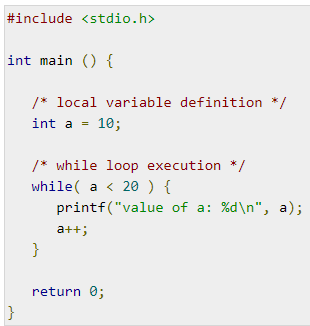 #include <stdio.h>

int main () {

   /* local variable definition */
   int a = 10;

   /* while loop execution */
   while( a < 20 ) {
      printf("value of a: %d\n", a);
      a++;
   }

   return 0;
}